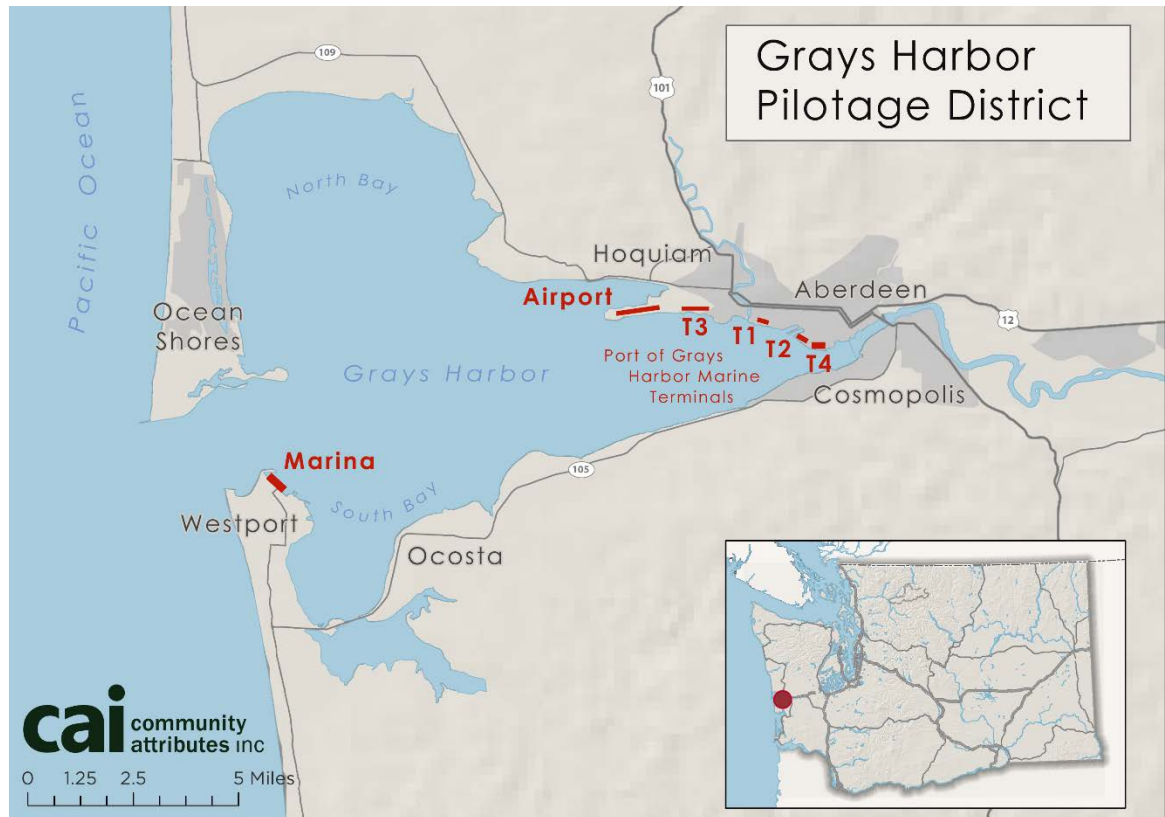 Grays Harbor
Pilotage District
109
101
Pacific Ocean
North Bay
Hoquiam
Airport
Aberdeen
Ocean
Shores
T3
T1
T2
T4
12
Port of Grays
Harbor Marine
Terminals
Grays Harbor
Cosmopolis
Marina
105
South Bay
Westport
Ocosta
cai community
attributes inc
0 1.25 2.5 5 Miles